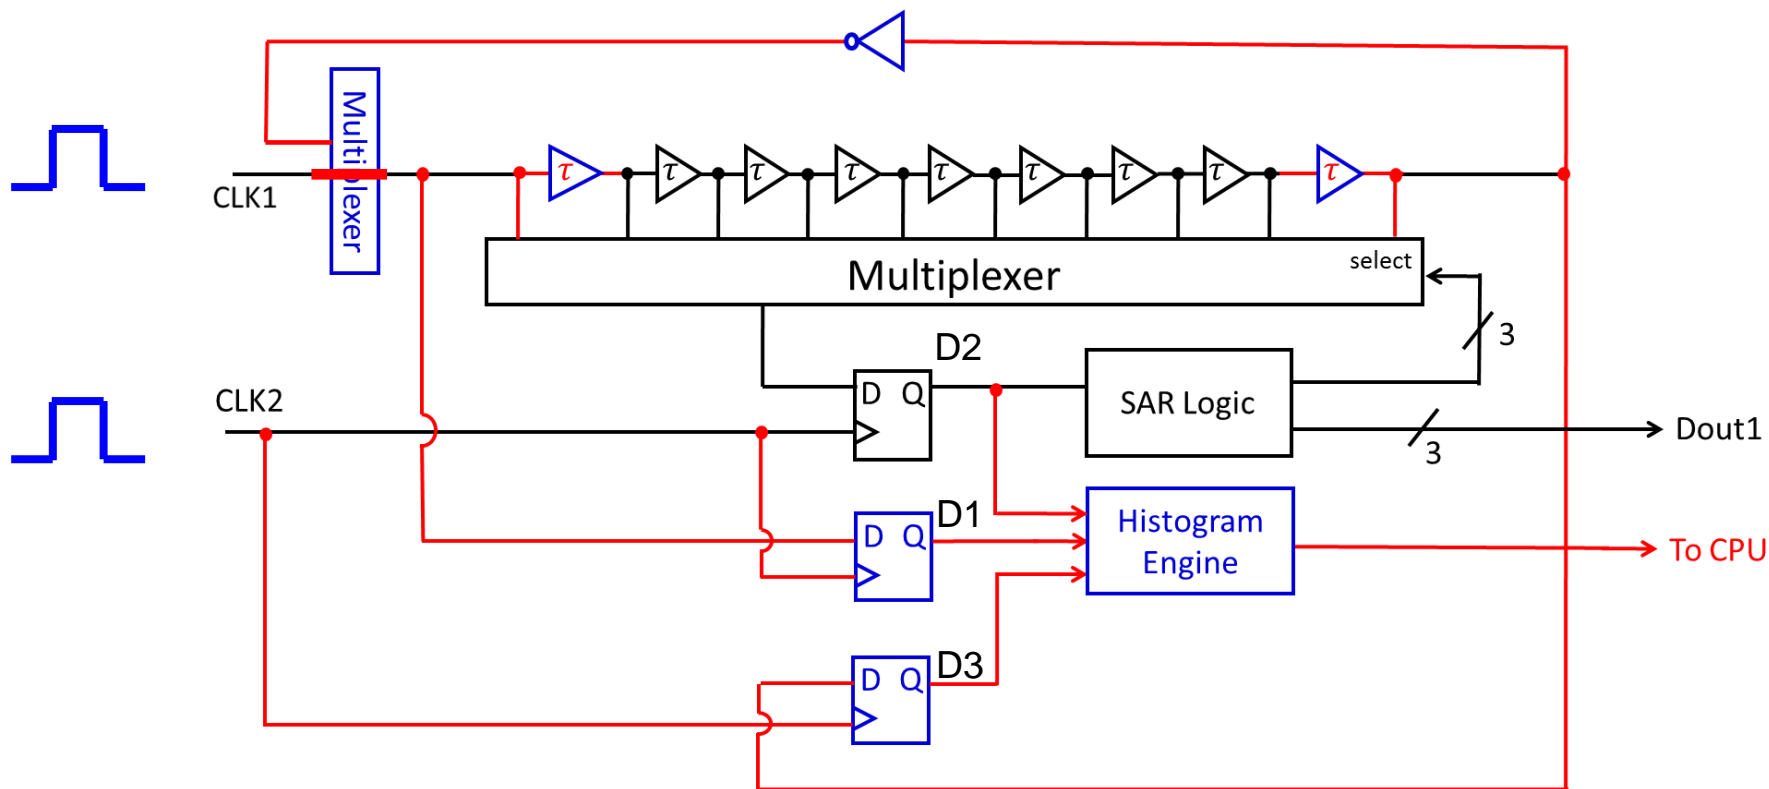 Multiplexer
CLK1
τ τ τ τ τ τ τ τ τ
select
Multiplexer
3
D2
CLK2
D Q
SAR Logic
Dout1
3
D1
D Q
Histogram
Engine
To CPU
D3
D Q